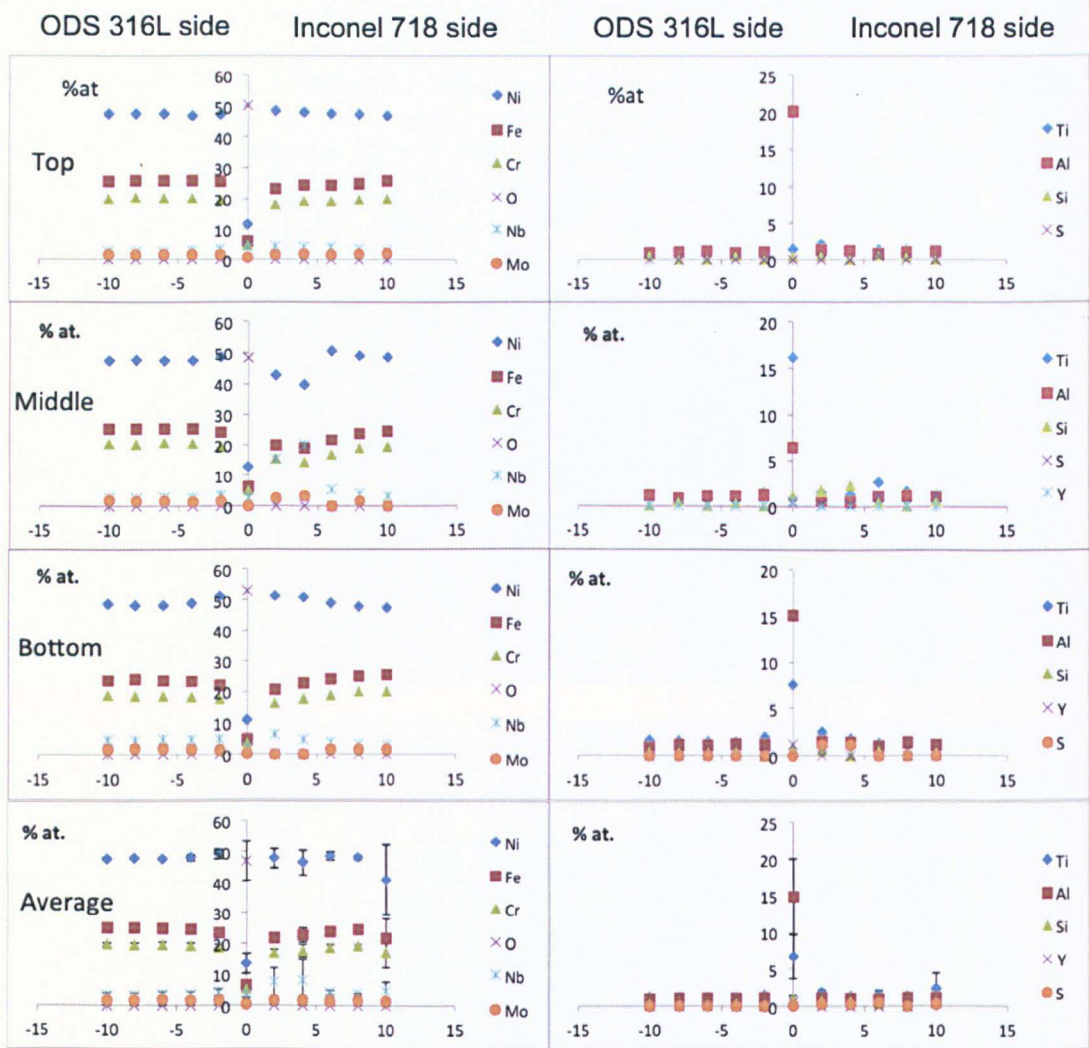 ODS 316L side Inconel 718 side ODS 316L side Inconel 718 side
%at
60
50
40
30
20
10
0
-15 -10 -5 0 5 10 15
Ni
Fe
Cr
O
Nb
Mo
Top
%at
25
20
15
10
5
0
-15 -10 -5 0 5 10 15
Ti
Al
Si
S
% at.
60
50
40
30
20
10
0
-15 -10 -5 0 5 10 15
Ni
Fe
Cr
O
Nb
Mo
Middle
% at.
20
15
10
5
0
-15 -10 -5 0 5 10 15
Ti
Al
Si
S
Y
% at.
60
50
40
30
20
10
0
-15 -10 -5 0 5 10 15
Ni
Fe
Cr
O
Nb
Mo
Bottom
% at.
20
15
10
5
0
-15 -10 -5 0 5 10 15
Ti
Al
Si
Y
S
% at.
60
50
40
30
20
10
0
-15 -10 -5 0 5 10 15
Ni
Fe
Cr
O
Nb
Mo
Average
% at.
25
20
15
10
5
0
-15 -10 -5 0 5 10 15
Ti
Al
Si
Y
S